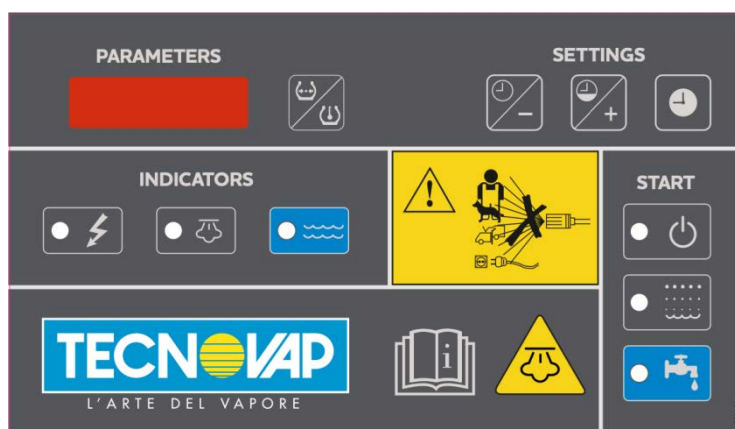 PARAMETERS
SETTINGS
-
+
INDICATORS
START
!
i
TECNOVAP
L'ARTE DEL VAPORE